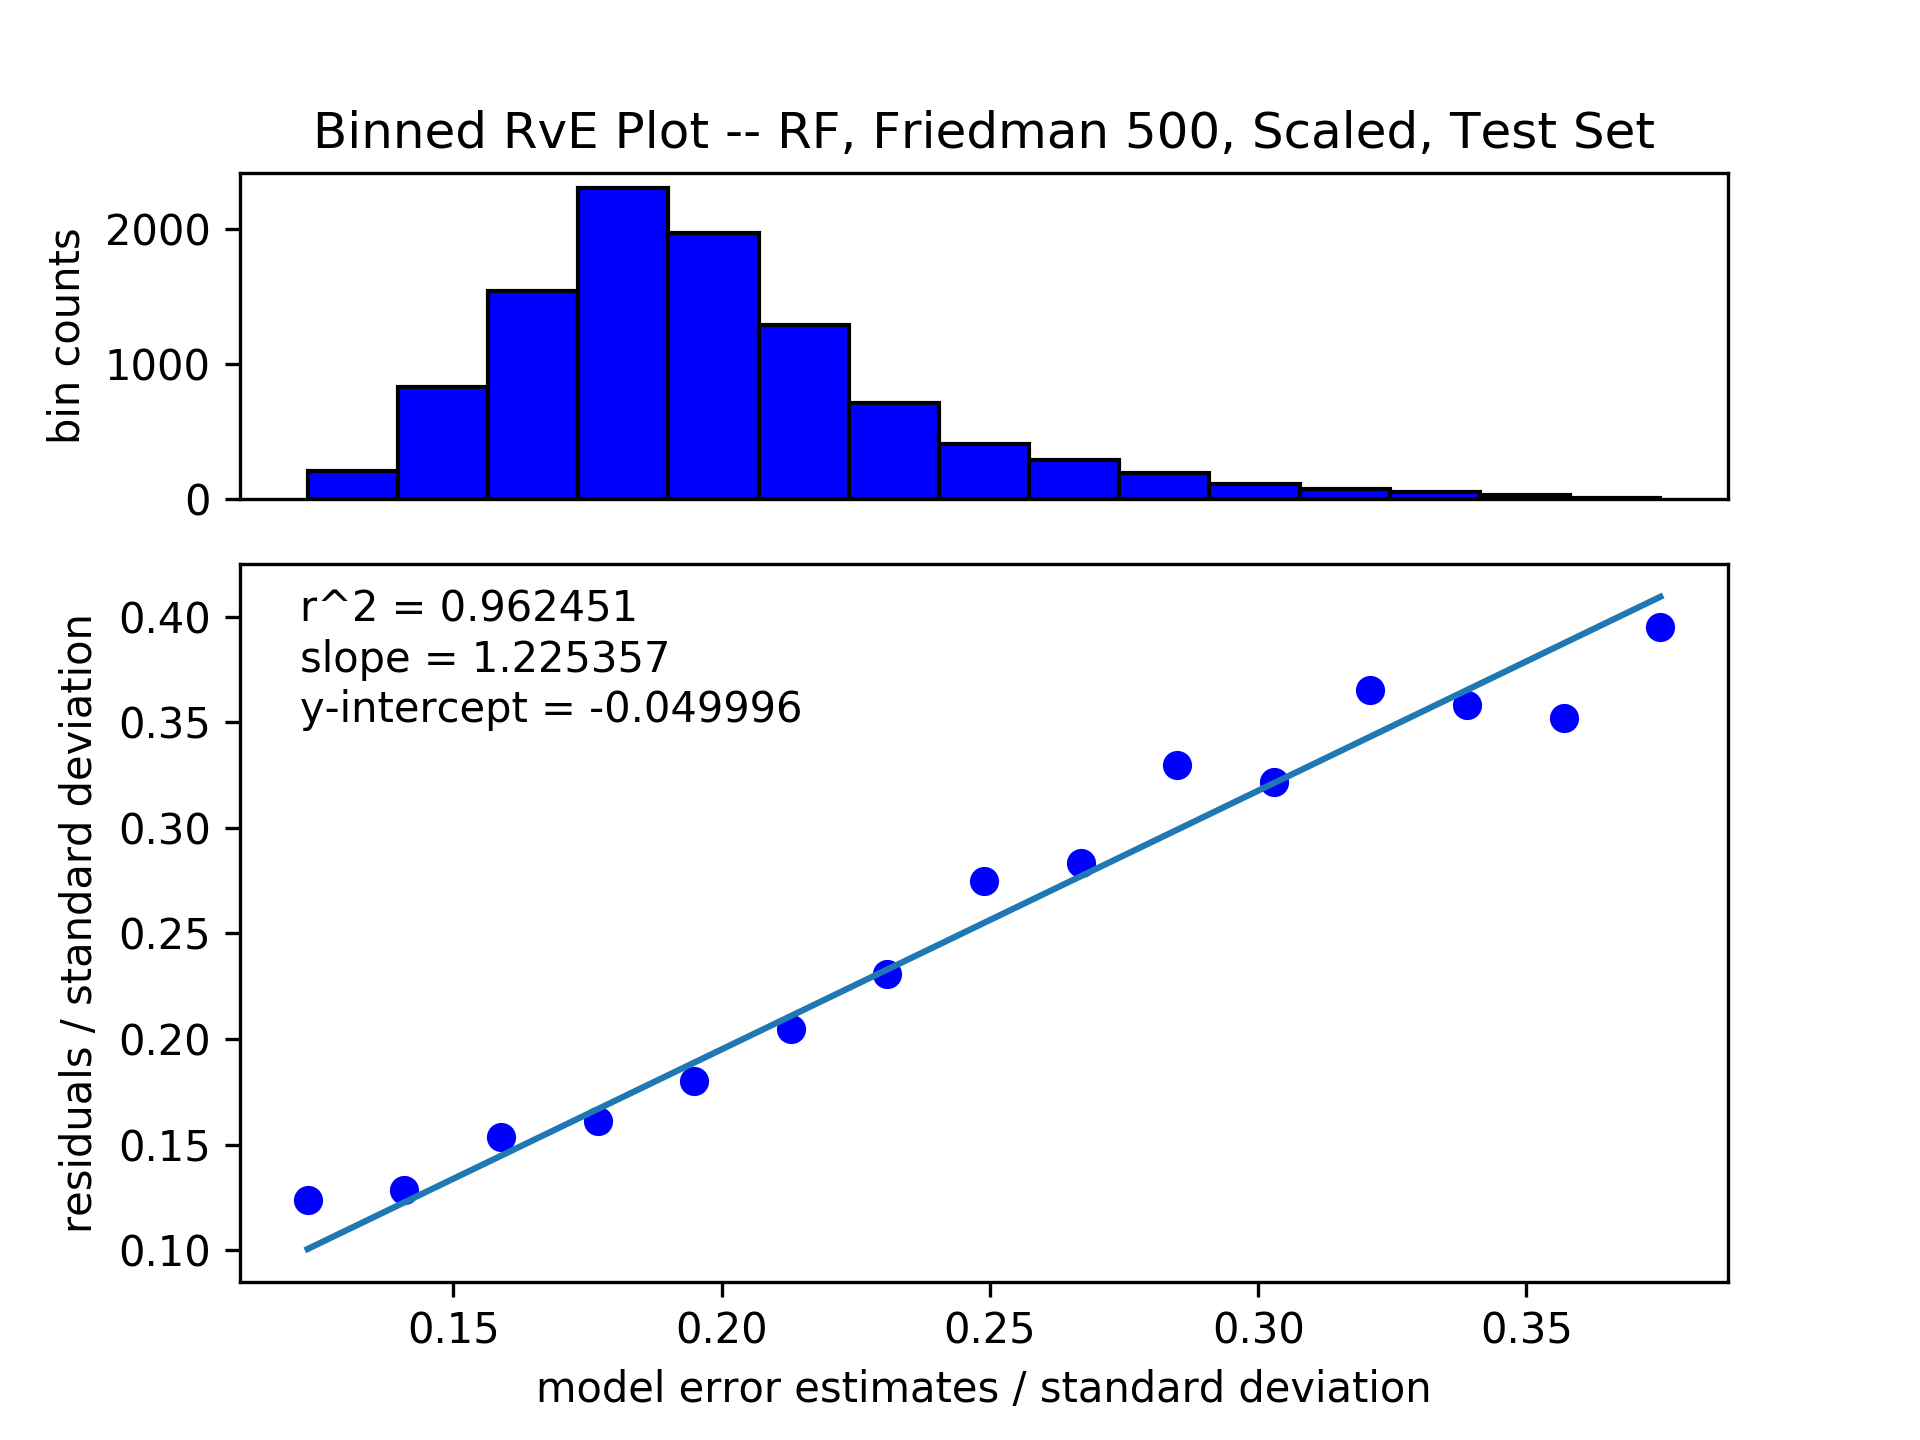 Binned RvE Plot -- RF, Friedman 500, Scaled, Test Set
bin counts
2000
1000
0
r^2 = 0.962451
slope = 1.225357
y-intercept = -0.049996
residuals / standard deviation
0.40
0.35
0.30
0.25
0.20
0.15
0.10
0.15 0.20 0.25 0.30 0.35
model error estimates / standard deviation